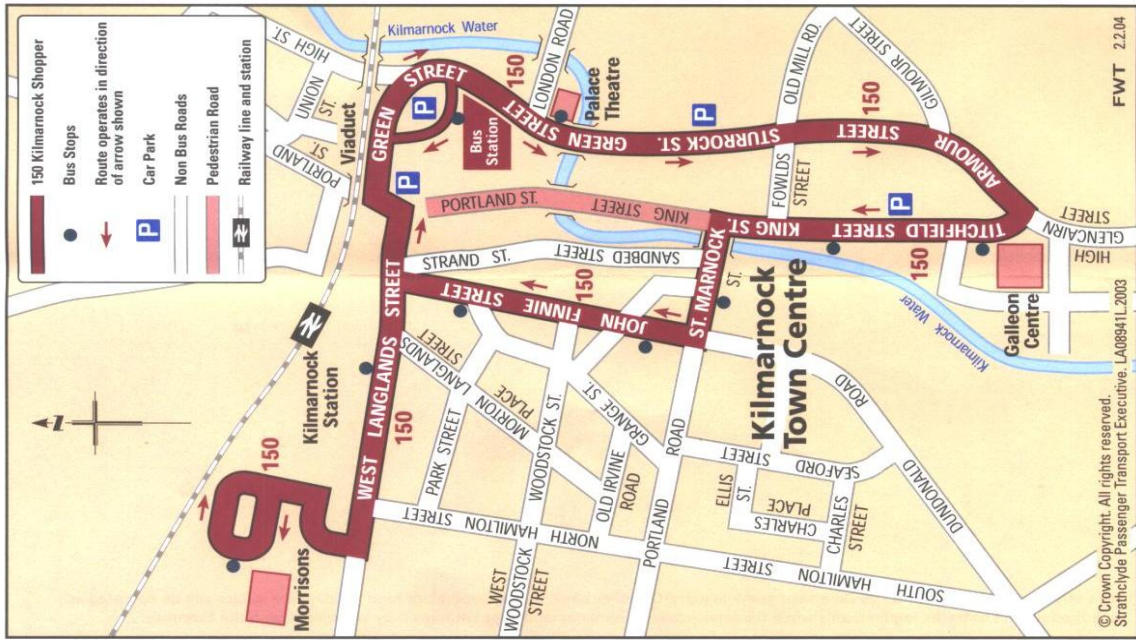 150 Kilmarnock Shopper
Bus Stops
Route operates in direction
of arrow shown
Car Park
Non Bus Roads
Pedestrian Road
Railway line and station
P
N
HIGH ST.
UNION
ST.
PORTLAND
ST.
Viaduct
Kilmarnock Water
GREEN STREET
P
P
150
LONDON ROAD
Bus
Station
Palace
Theatre
GREEN STREET
STURROCK ST.
P
OLD MILL RD.
GILMOUR STREET
150
ARMOUR STREET
FOWLDS
STREET
P
PORTLAND ST.
KING STREET
KING ST.
TITCHFIELD STREET
150
GLENCAIRN
STREET
HIGH
Galleon
Centre
Kilmarnock Water
STRAND ST.
SANDBED STREET
ST. MARNOCK
ST.
JOHN FINNIE STREET
150
Kilmarnock
Station
WEST LANGLANDS STREET
150
150
Morrisons
LANGLANDS
STREET
PARK STREET
MORTON
PLACE
WOODSTOCK ST.
GRANGE ST.
OLD IRVINE
ROAD
NORTH HAMILTON STREET
WEST
WOODSTOCK
STREET
PORTLAND ROAD
Kilmarnock
Town Centre
ELLIS
ST.
SEAFORD STREET
CHARLES
PLACE
CHARLES
STREET
DUNDONALD ROAD
SOUTH HAMILTON STREET
© Crown Copyright. All rights reserved.
Strathclyde Passenger Transport Executive. LA08941L.2003
FWT 2.2.04